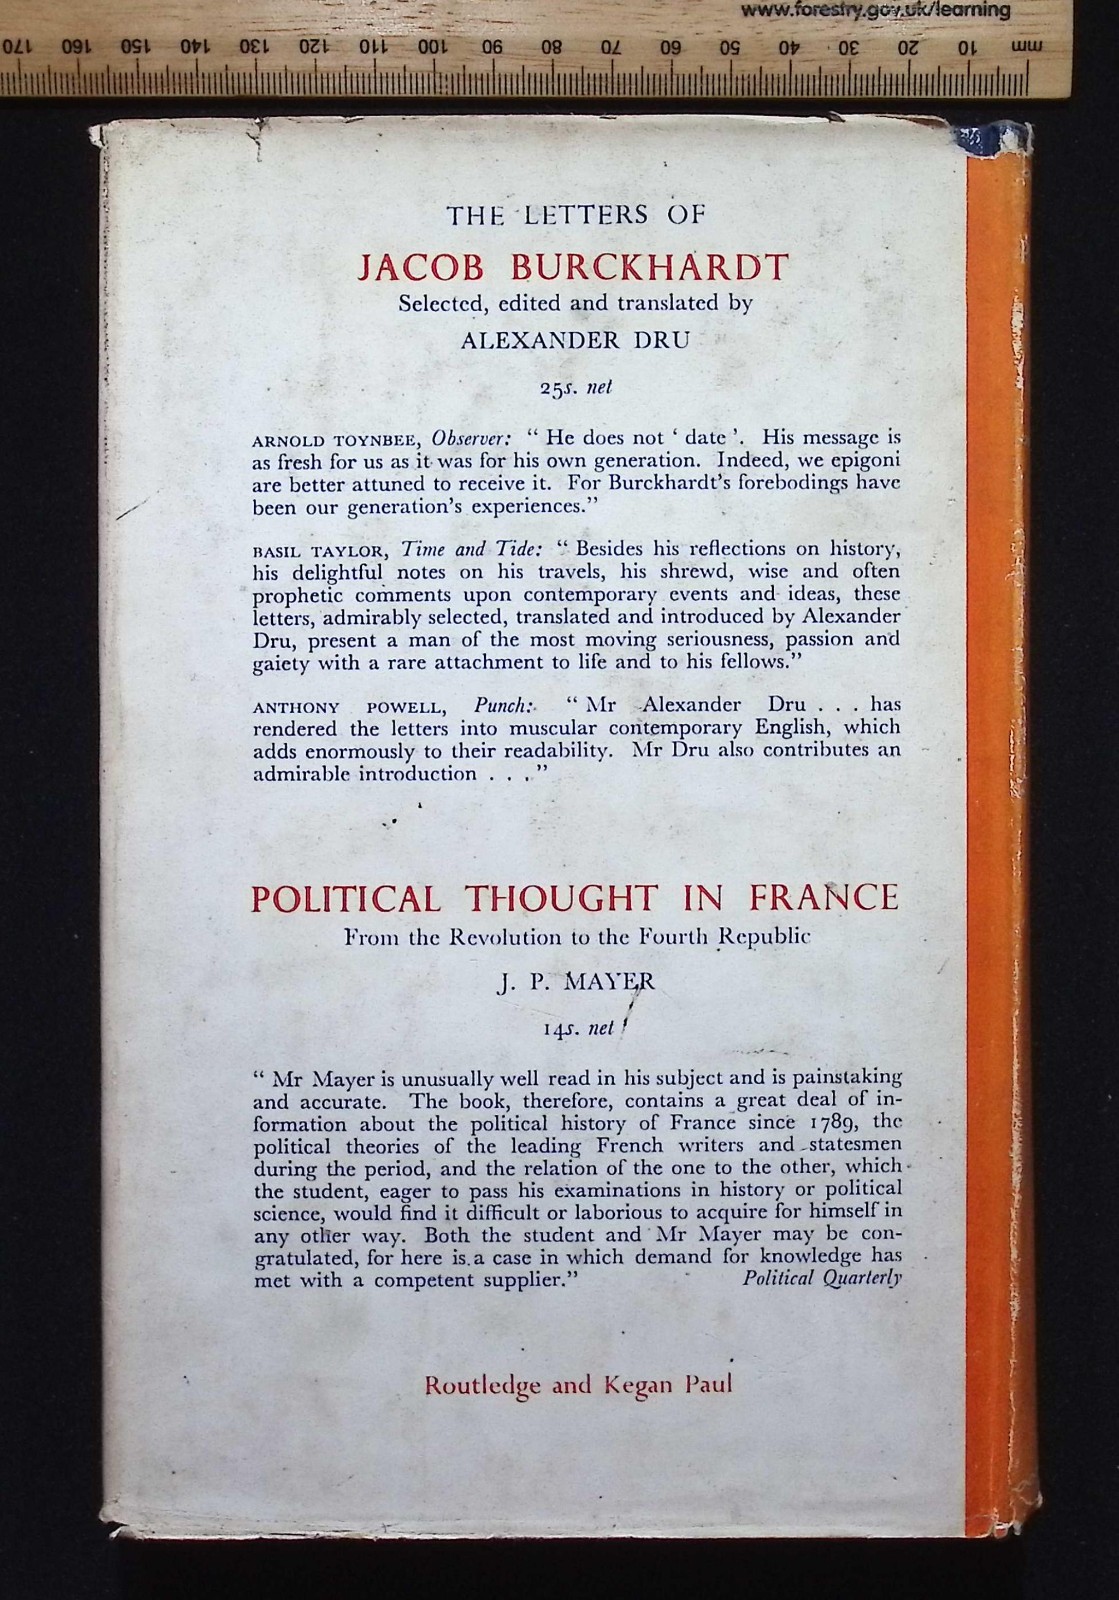 www.forestry.gov.uk/learning
170 160 150 140 130 120 110 100 90 80 70 60 50 40 30 20 10 mm
THE LETTERS OF
JACOB BURCKHARDT
Selected, edited and translated by
ALEXANDER DRU
25s. net
ARNOLD TOYNBEE, Observer: “ He does not ‘ date ’. His message is
as fresh for us as it was for his own generation. Indeed, we epigoni
are better attuned to receive it. For Burckhardt’s forebodings have
been our generation’s experiences.”
BASIL TAYLOR, Time and Tide: “ Besides his reflections on history,
his delightful notes on his travels, his shrewd, wise and often
prophetic comments upon contemporary events and ideas, these
letters, admirably selected, translated and introduced by Alexander
Dru, present a man of the most moving seriousness, passion and
gaiety with a rare attachment to life and to his fellows.”
ANTHONY POWELL, Punch: “ Mr Alexander Dru . . . has
rendered the letters into muscular contemporary English, which
adds enormously to their readability. Mr Dru also contributes an
admirable introduction . . .”
POLITICAL THOUGHT IN FRANCE
From the Revolution to the Fourth Republic
J. P. MAYER
14s. net
“ Mr Mayer is unusually well read in his subject and is painstaking
and accurate. The book, therefore, contains a great deal of in-
formation about the political history of France since 1789, the
political theories of the leading French writers and statesmen
during the period, and the relation of the one to the other, which
the student, eager to pass his examinations in history or political
science, would find it difficult or laborious to acquire for himself in
any other way. Both the student and Mr Mayer may be con-
gratulated, for here is a case in which demand for knowledge has
met with a competent supplier.” Political Quarterly
Routledge and Kegan Paul